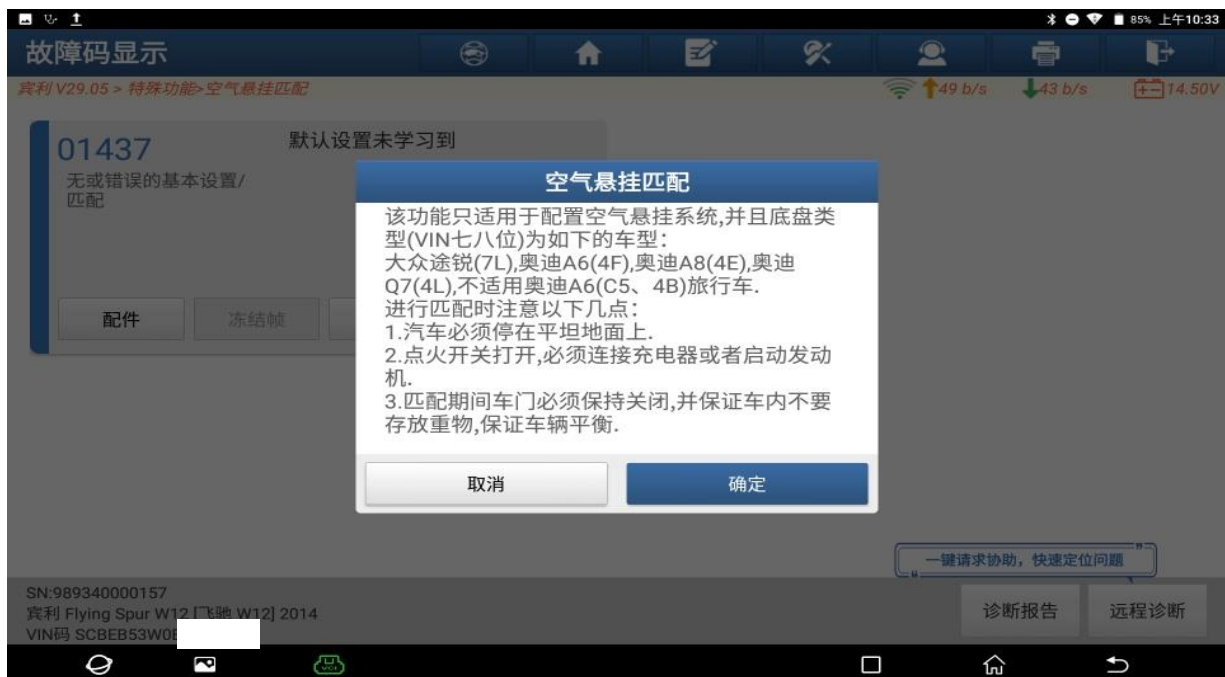 85% 上午10:33
故障码显示
宾利 V29.05 > 特殊功能>空气悬挂匹配
49 b/s
43 b/s
14.50V
01437
默认设置未学习到
无或错误的基本设置/
匹配
配件
冻结帧
空气悬挂匹配
该功能只适用于配置空气悬挂系统,并且底盘类
型(VIN七八位)为如下的车型:
大众途锐(7L),奥迪A6(4F),奥迪A8(4E),奥迪
Q7(4L),不适用奥迪A6(C5、4B)旅行车.
进行匹配时注意以下几点:
1.汽车必须停在平坦地面上.
2.点火开关打开,必须连接充电器或者启动发动
机.
3.匹配期间车门必须保持关闭,并保证车内不要
存放重物,保证车辆平衡.
取消
确定
一键请求协助，快速定位问题
SN:989340000157
宾利 Flying Spur W12 [飞驰 W12] 2014
VIN码 SCBEB53W0
诊断报告
远程诊断
VCI